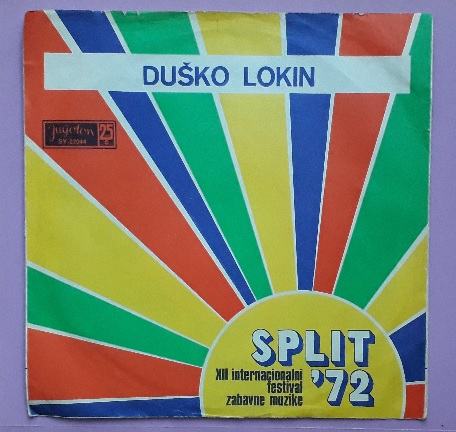 DUŠKO LOKIN
Jugoton
25
SY-22044
SPLIT
XII internacionalni
festival
'72
zabavne muzike